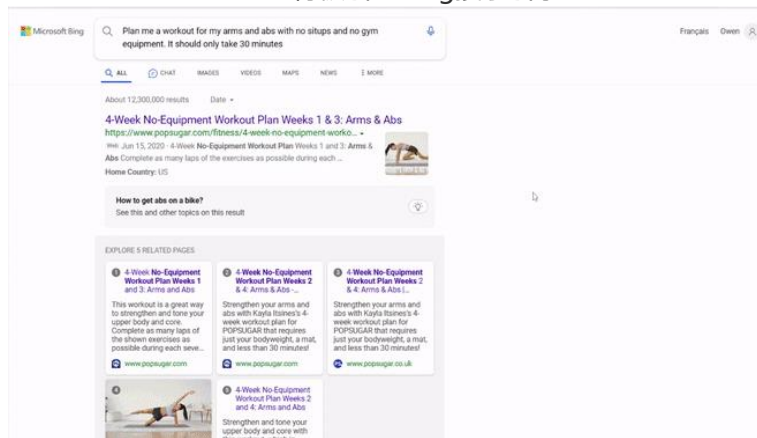 Microsoft Bing
Plan me a workout for my arms and abs with no situps and no gym
equipment. It should only take 30 minutes
Français Owen
ALL CHAT IMAGES VIDEOS MAPS NEWS MORE
About 12,300,000 results Date
4-Week No-Equipment Workout Plan Weeks 1 & 3: Arms & Abs
https://www.popsugar.com/fitness/4-week-no-equipment-worko...
Web Jun 15, 2020 · 4-Week No-Equipment Workout Plan Weeks 1 and 3: Arms &
Abs Complete as many laps of the exercises as possible during each ...
Home Country: US
How to get abs on a bike?
See this and other topics on this result
EXPLORE 5 RELATED PAGES
1 4-Week No-Equipment
Workout Plan Weeks 1
and 3: Arms and Abs
This workout is a great way
to strengthen and tone your
upper body and core.
Complete as many laps of
the shown exercises as
possible during each seve...
www.popsugar.com
2 4-Week No-Equipment
Workout Plan Weeks 2
& 4: Arms & Abs -...
Strengthen your arms and
abs with Kayla Itsines's 4-
week workout plan for
POPSUGAR that requires
just your bodyweight, a mat,
and less than 30 minutes!
www.popsugar.com
3 4-Week No-Equipment
Workout Plan Weeks 2
& 4: Arms & Abs |...
Strengthen your arms and
abs with Kayla Itsines's 4-
week workout plan for
POPSUGAR that requires
just your bodyweight, a mat,
and less than 30 minutes!
www.popsugar.co.uk
4
5 4-Week No-Equipment
Workout Plan Weeks 2
and 4: Arms and Abs
Strengthen and tone your
upper body and core with